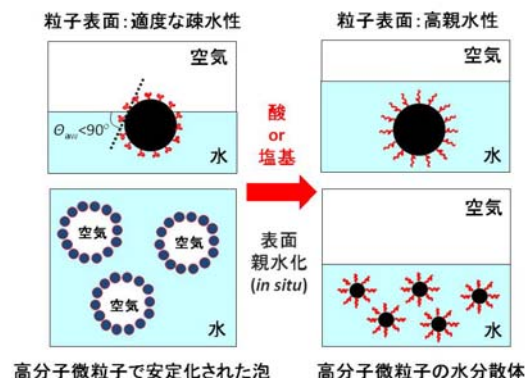 粒子表面：適度な疎水性
粒子表面：高親水性
空気
θaw<90°
水
酸
or
塩基
空気
水
空気
空気
空気
水
表面
親水化
(in situ)
空気
水
高分子微粒子で安定化された泡
高分子微粒子の水分散体